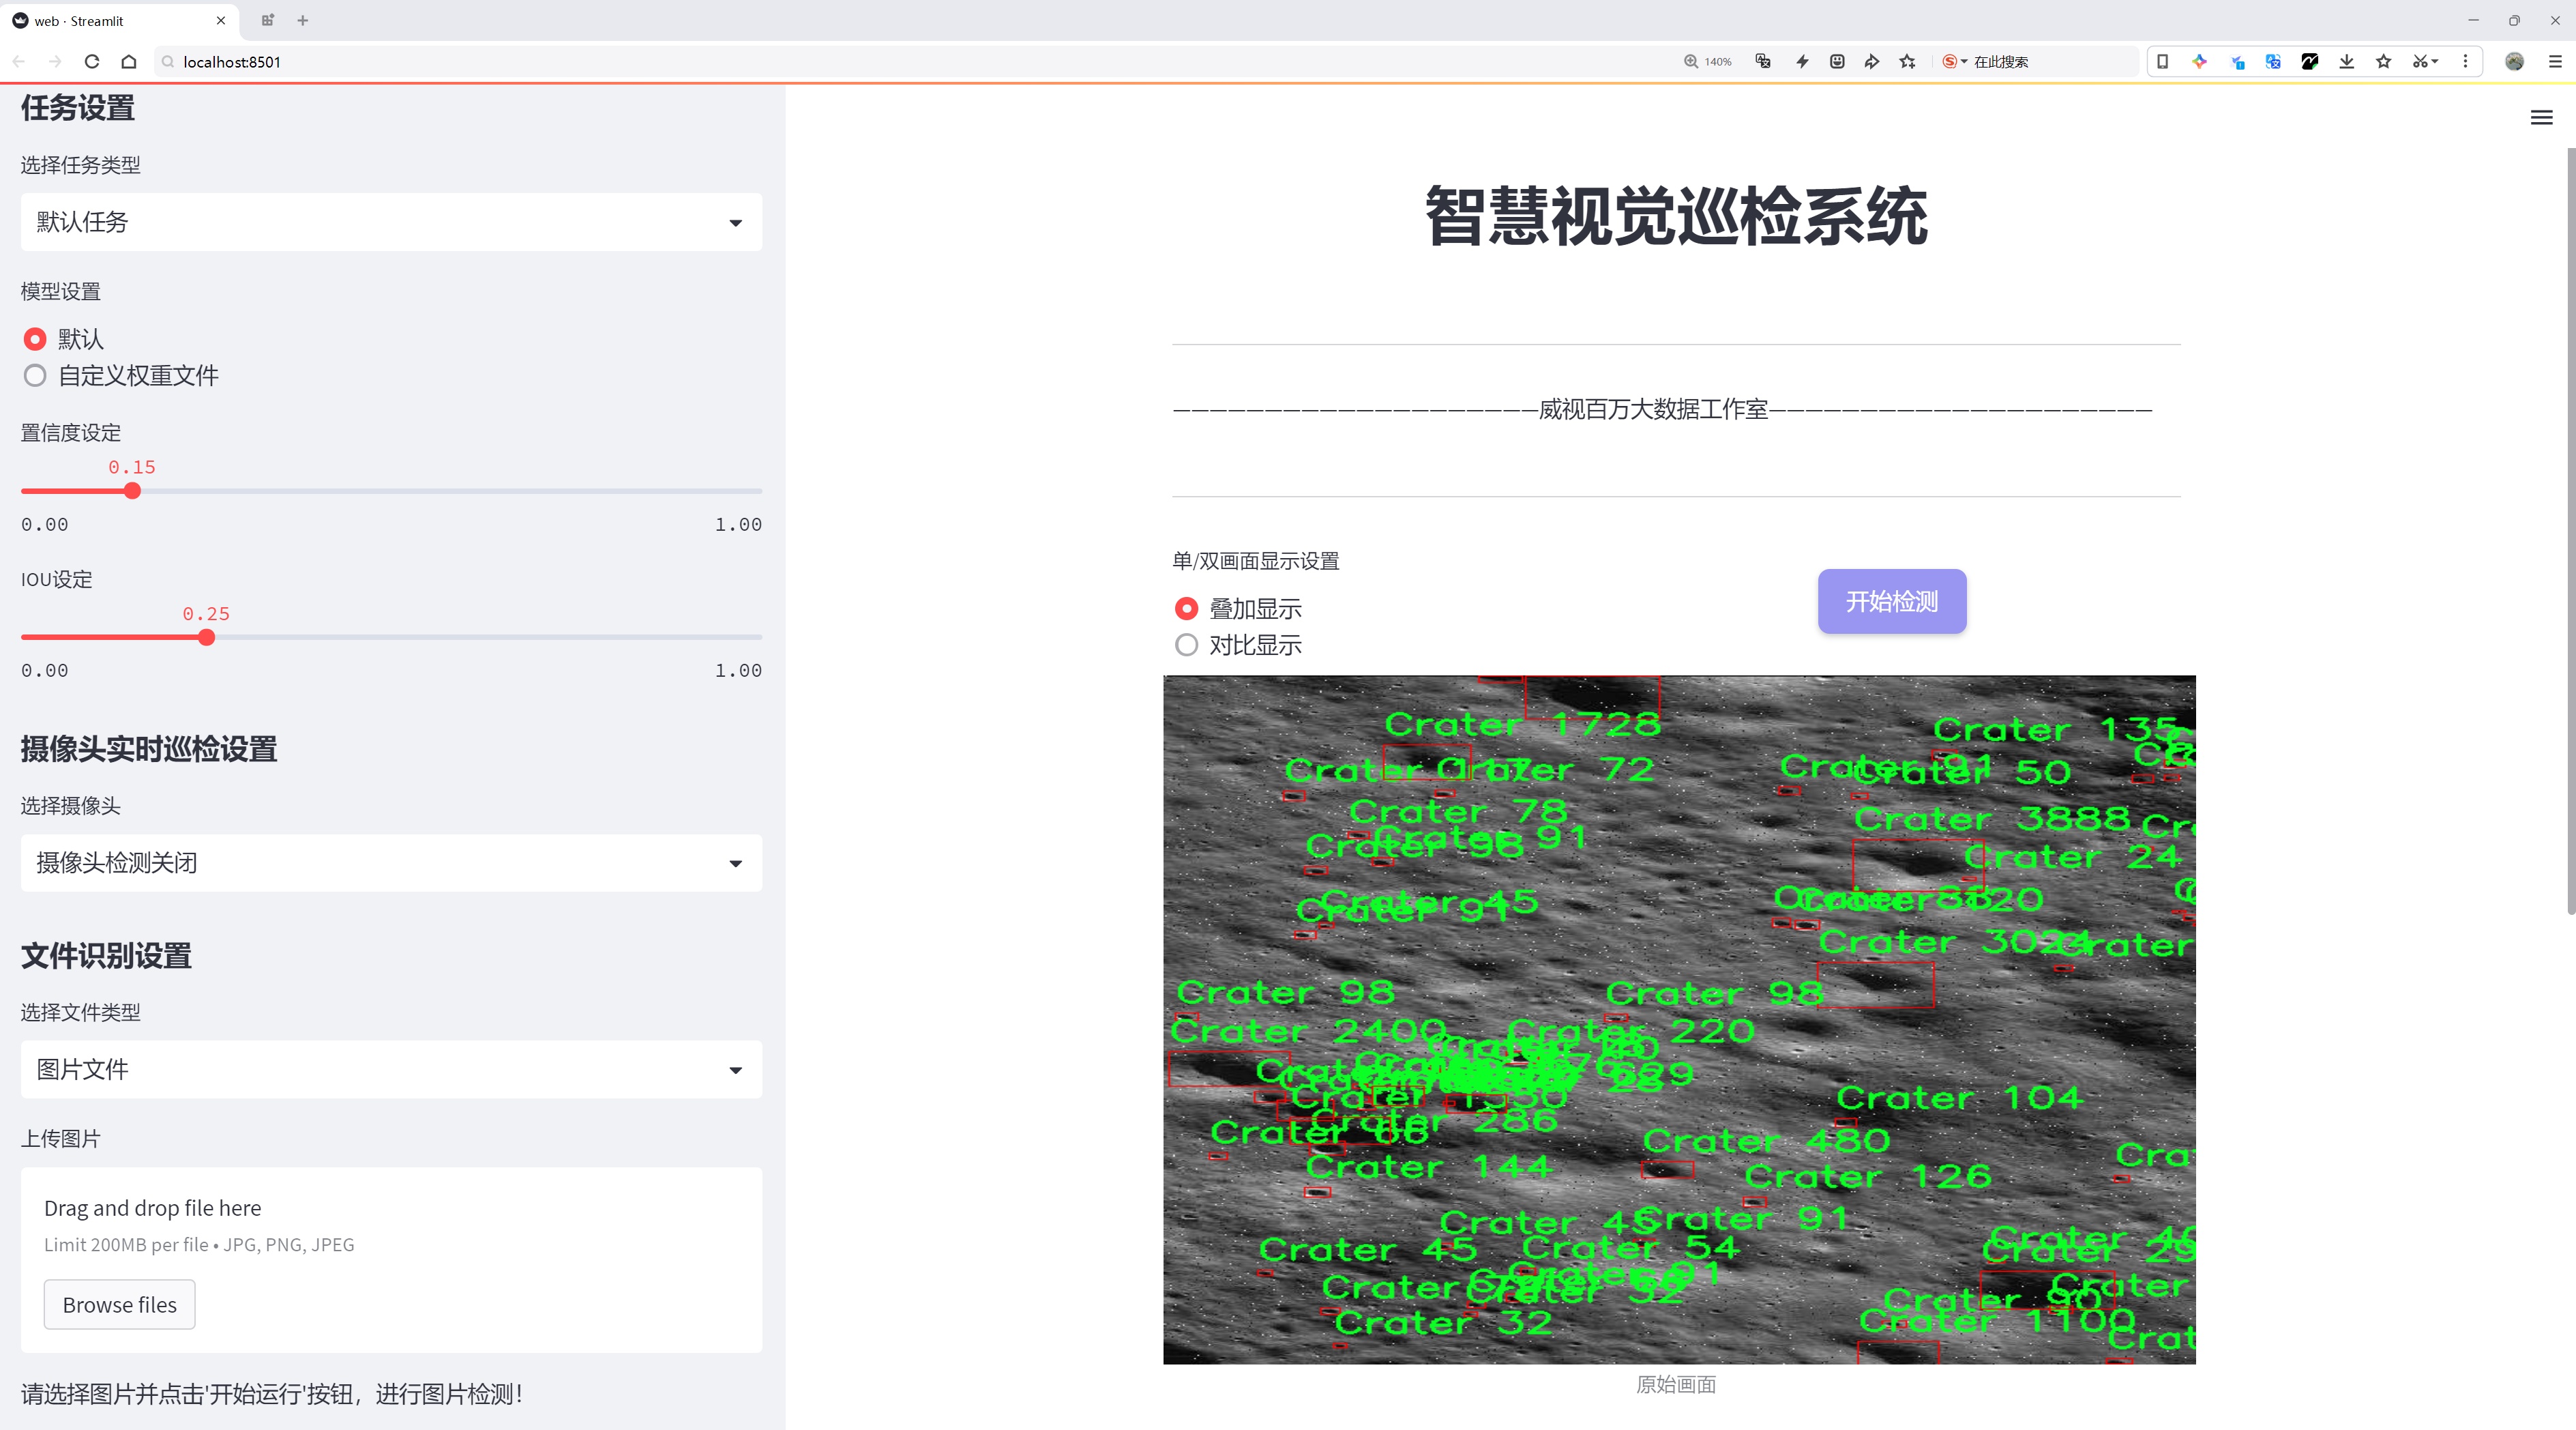 web · Streamlit
localhost:8501
140%
在此搜索
任务设置
选择任务类型
默认任务
模型设置
默认
自定义权重文件
置信度设定
0.15
0.00 1.00
IOU设定
0.25
0.00 1.00
摄像头实时巡检设置
选择摄像头
摄像头检测关闭
文件识别设置
选择文件类型
图片文件
上传图片
Drag and drop file here
Limit 200MB per file • JPG, PNG, JPEG
Browse files
请选择图片并点击'开始运行'按钮，进行图片检测！
智慧视觉巡检系统
—————————————————————威视百万大数据工作室—————————————————————
单/双画面显示设置
叠加显示
对比显示
开始检测
Crater 1728
Crater 135
Crater 72
Crater 50
Crater 78
Crater 91
Crater 98
Crater 3888
Crater 24
Crater 45
Crater 91
Crater 3024
Crater
Crater 98
Crater 98
Crater 2400
Crater 220
Crater 104
Crater 286
Crater 480
Crater 144
Crater 126
Crater 91
Crater 45
Crater 54
Crater 91
Crater 32
Crater 1100
原始画面